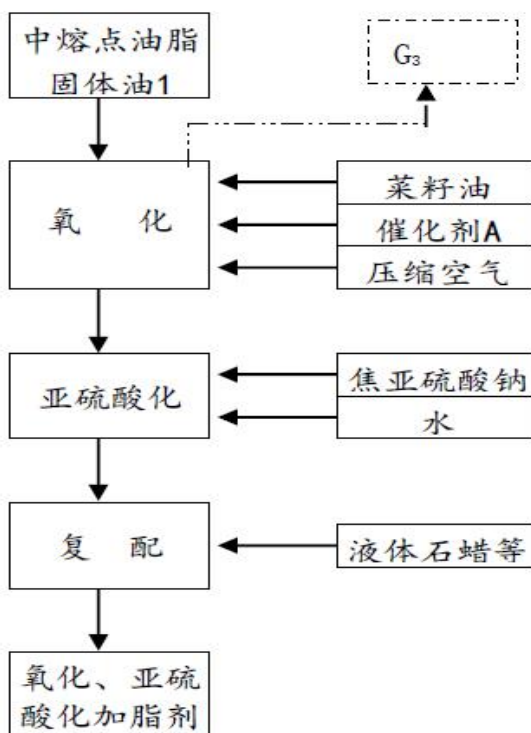 中熔点油脂
固体油1
G₃
氧 化
菜籽油
催化剂A
压缩空气
亚硫酸化
焦亚硫酸钠
水
复 配
液体石蜡等
氧化、亚硫
酸化加脂剂